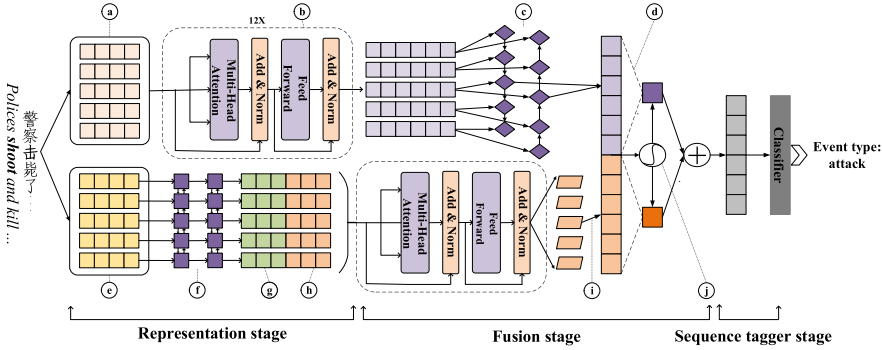 a
b
c
d
12X
警察击毙了……
Polices shoot and kill ...
Multi-Head
Attention
Add & Norm
Feed
Forward
Add & Norm
Multi-Head
Attention
Add & Norm
Feed
Forward
Add & Norm
Classifier
Event type:
attack
e
f
g
h
i
j
Representation stage
Fusion stage
Sequence tagger stage